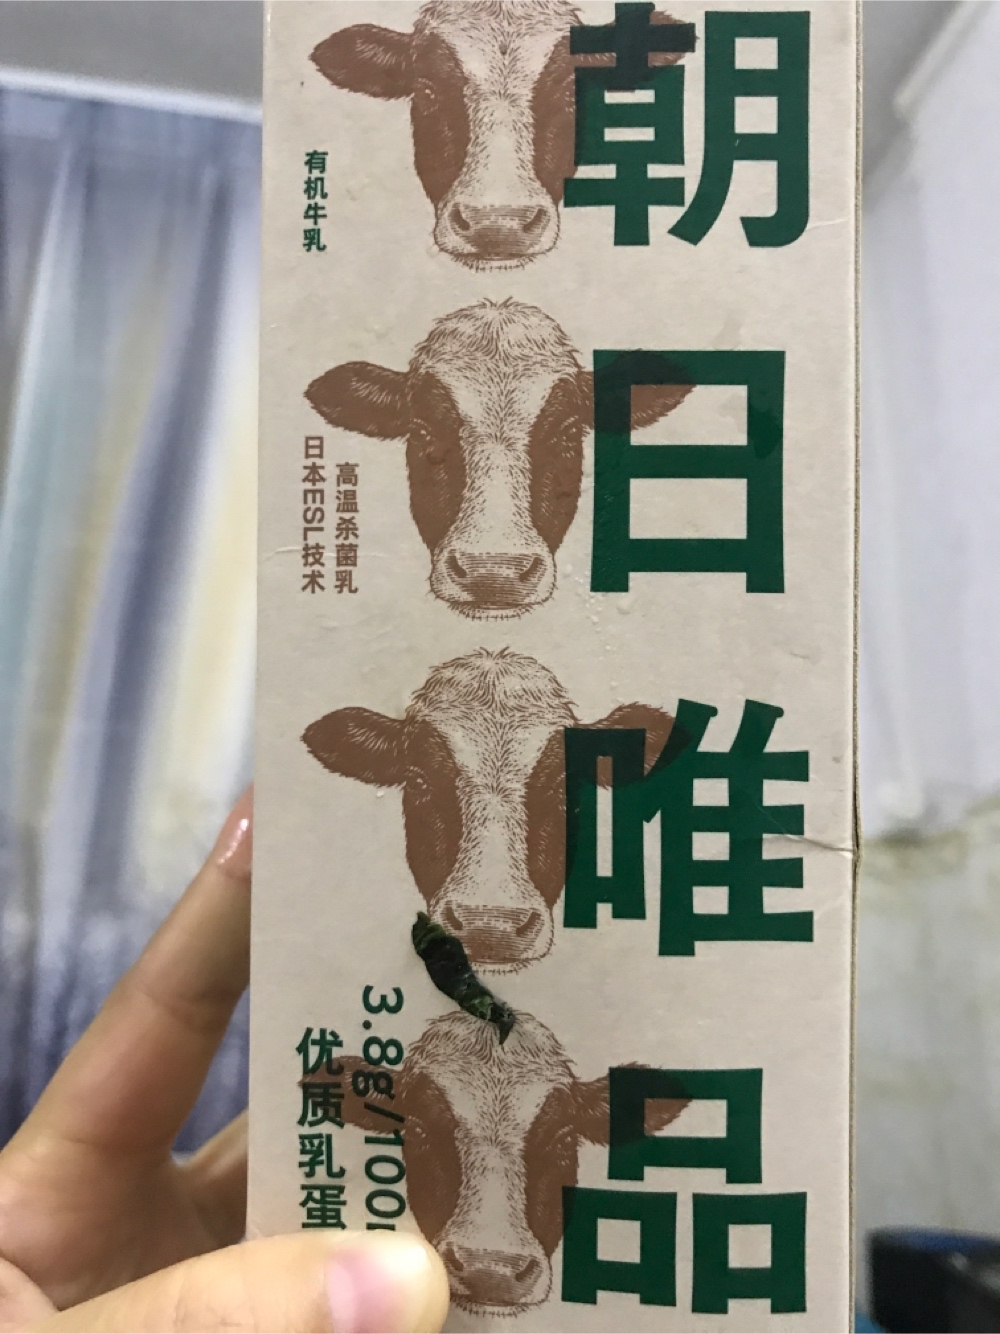 朝日唯品
有机牛乳
高温杀菌乳
日本ESL技术
3.8g/100
优质乳蛋